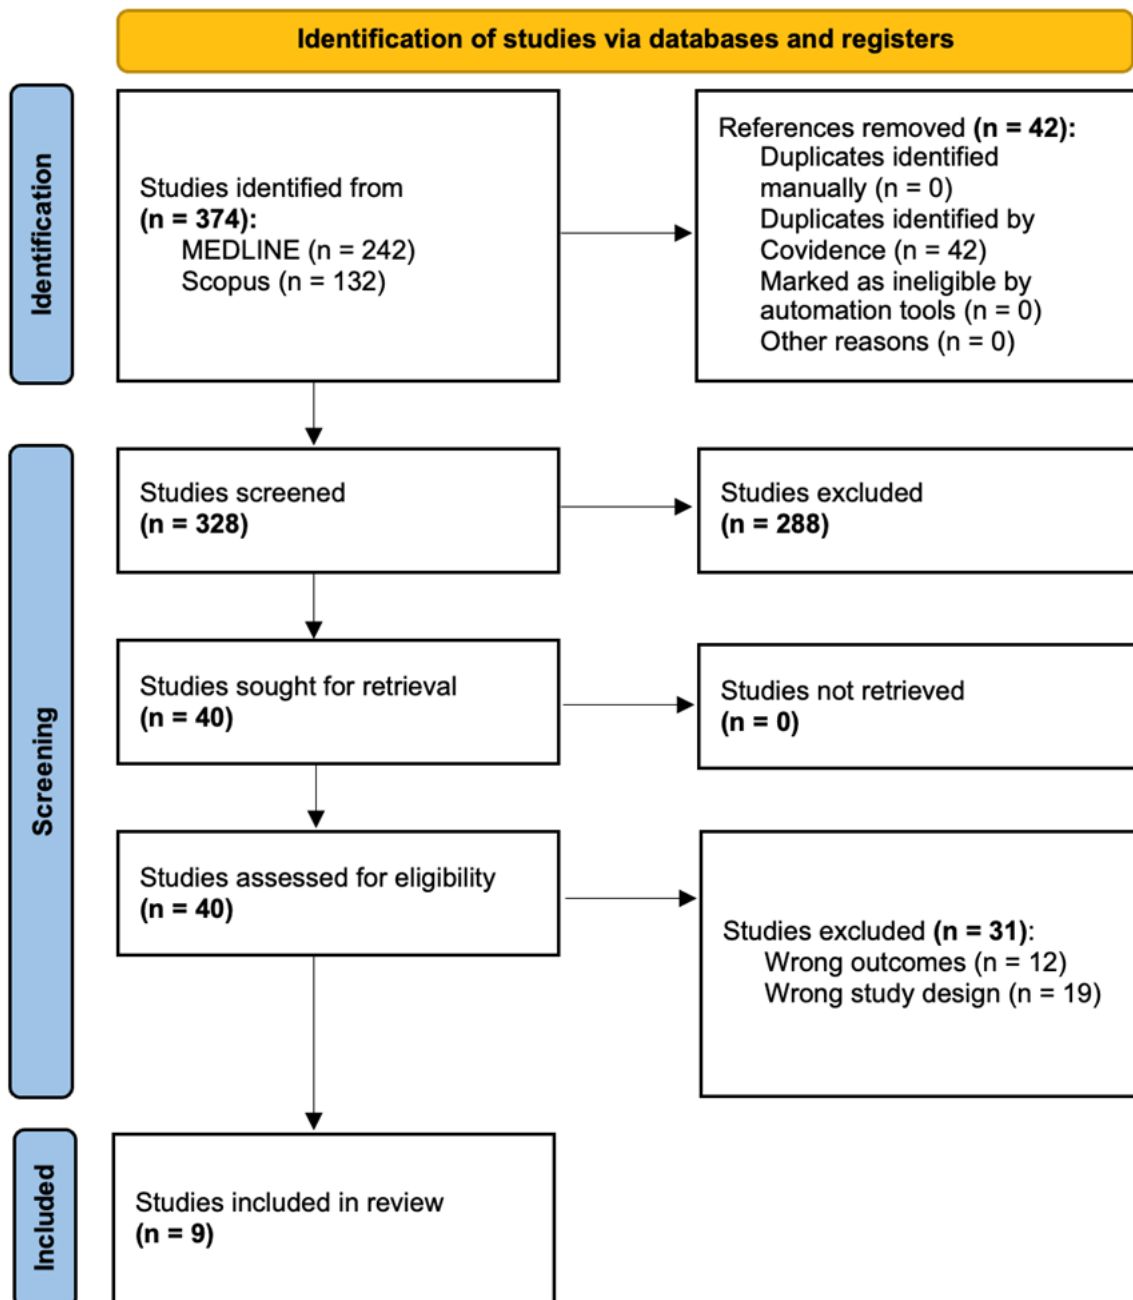 Identification of studies via databases and registers
Identification
Studies identified from
(n = 374):
MEDLINE (n = 242)
Scopus (n = 132)
References removed (n = 42):
Duplicates identified
manually (n = 0)
Duplicates identified by
Covidence (n = 42)
Marked as ineligible by
automation tools (n = 0)
Other reasons (n = 0)
Screening
Studies screened
(n = 328)
Studies excluded
(n = 288)
Studies sought for retrieval
(n = 40)
Studies not retrieved
(n = 0)
Studies assessed for eligibility
(n = 40)
Studies excluded (n = 31):
Wrong outcomes (n = 12)
Wrong study design (n = 19)
Included
Studies included in review
(n = 9)